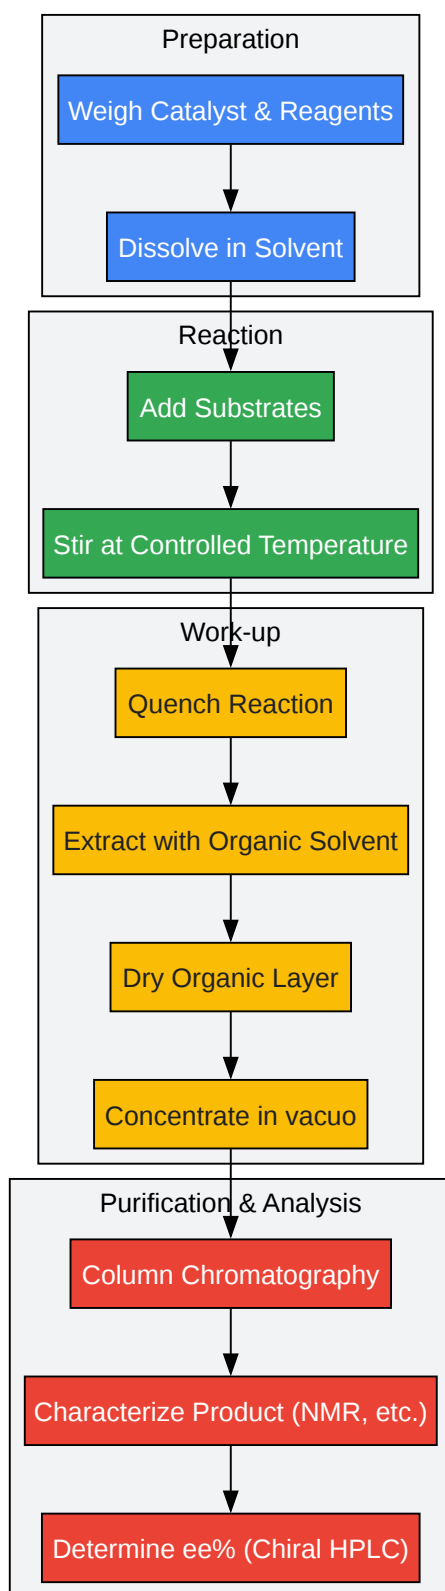 Preparation
Weigh Catalyst & Reagents
Dissolve in Solvent
Reaction
Add Substrates
Stir at Controlled Temperature
Work-up
Quench Reaction
Extract with Organic Solvent
Dry Organic Layer
Concentrate in vacuo
Purification & Analysis
Column Chromatography
Characterize Product (NMR, etc.)
Determine ee% (Chiral HPLC)